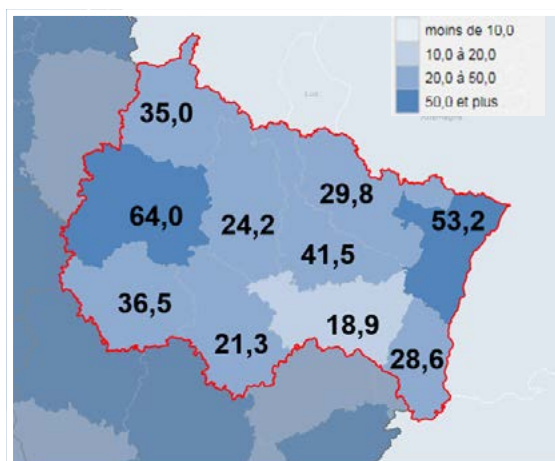 moins de 10,0
10,0 à 20,0
20,0 à 50,0
50,0 et plus
Allemagne
35,0
29,8
64,0
24,2
53,2
41,5
36,5
18,9
21,3
28,6